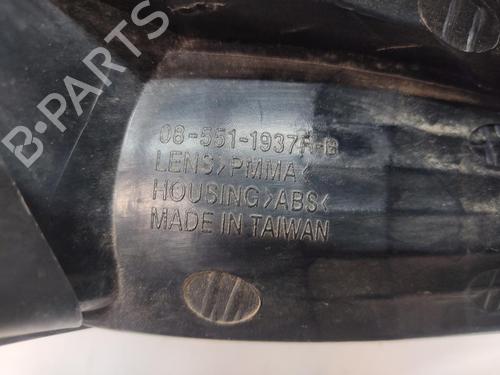 B-PARTS
08-551-1937R-B
LENS>PMMA<
HOUSING>ABS<
MADE IN TAIWAN